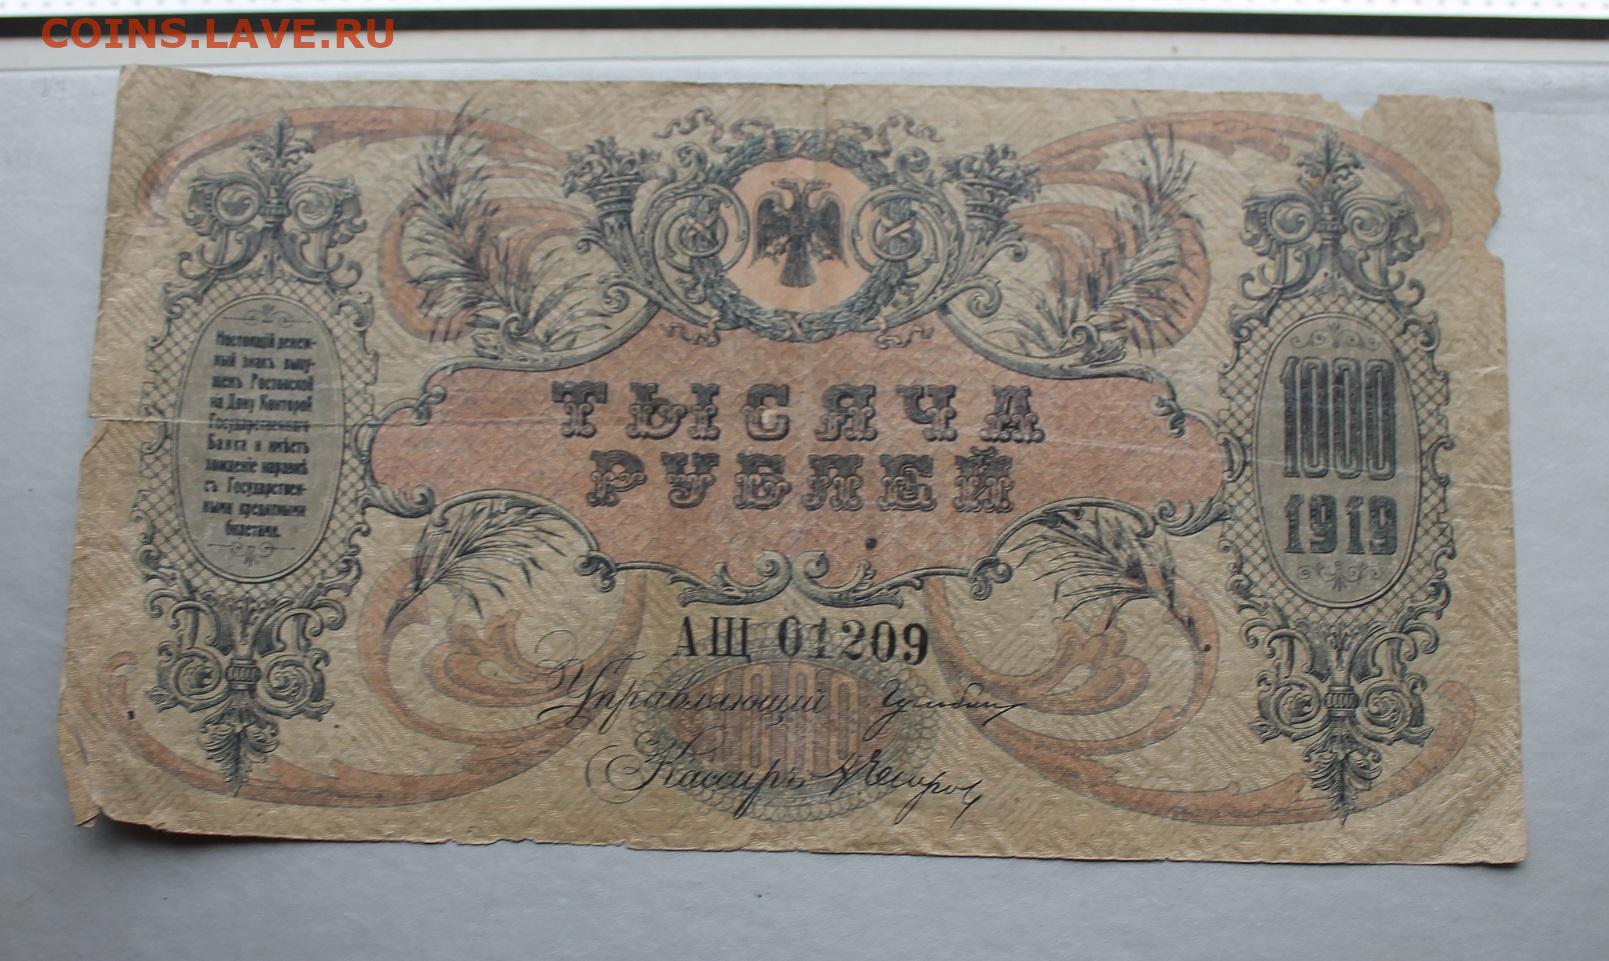 COINS.LAVE.RU
Настоящій денеж-
ный знакъ выпу-
щенъ Ростовской
на Дону Конторой
Государственнаго
Банка и имѣетъ
хожденіе наравнѣ
съ Государствен-
ными кредитными
билетами.
ТЫСЯЧА
РУБЛЕЙ
1000
1919
АЩ 01209
1000
Управляющій
Кассиръ